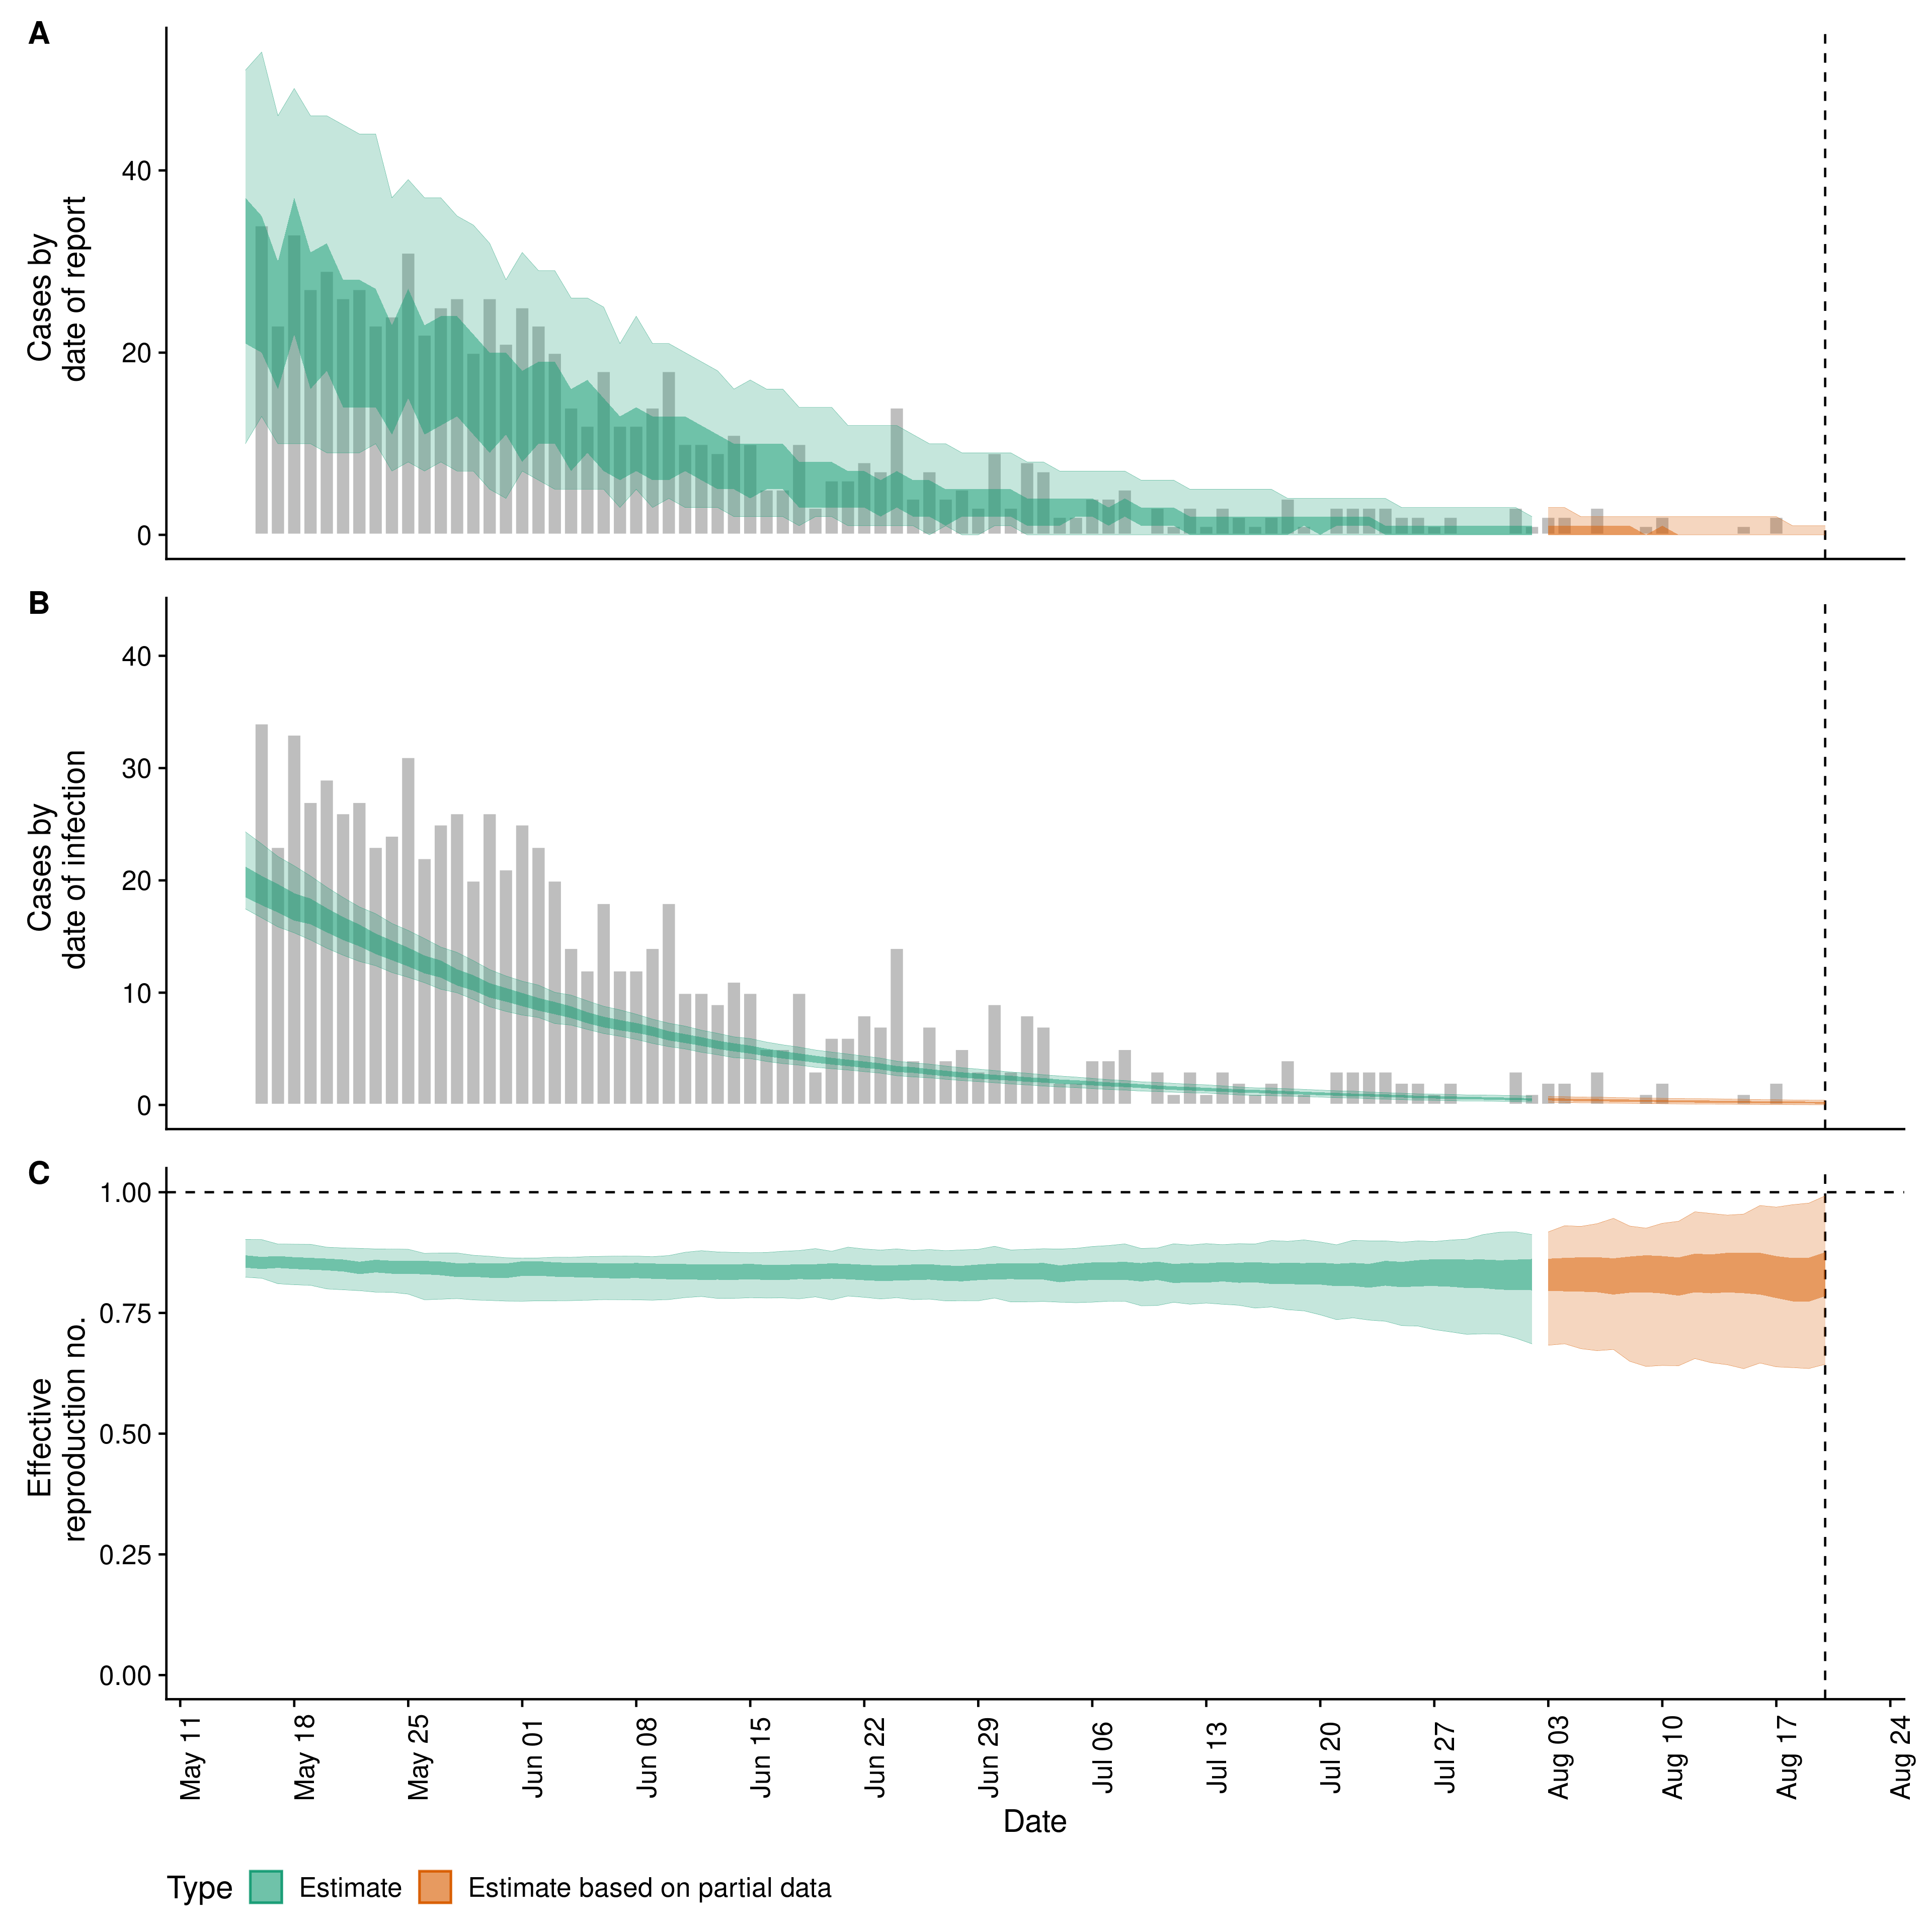 A
Cases by
date of report
40
20
0
B
Cases by
date of infection
40
30
20
10
0
C
Effective
reproduction no.
1.00
0.75
0.50
0.25
0.00
May 11
May 18
May 25
Jun 01
Jun 08
Jun 15
Jun 22
Jun 29
Jul 06
Jul 13
Jul 20
Jul 27
Aug 03
Aug 10
Aug 17
Aug 24
Date
Type Estimate Estimate based on partial data